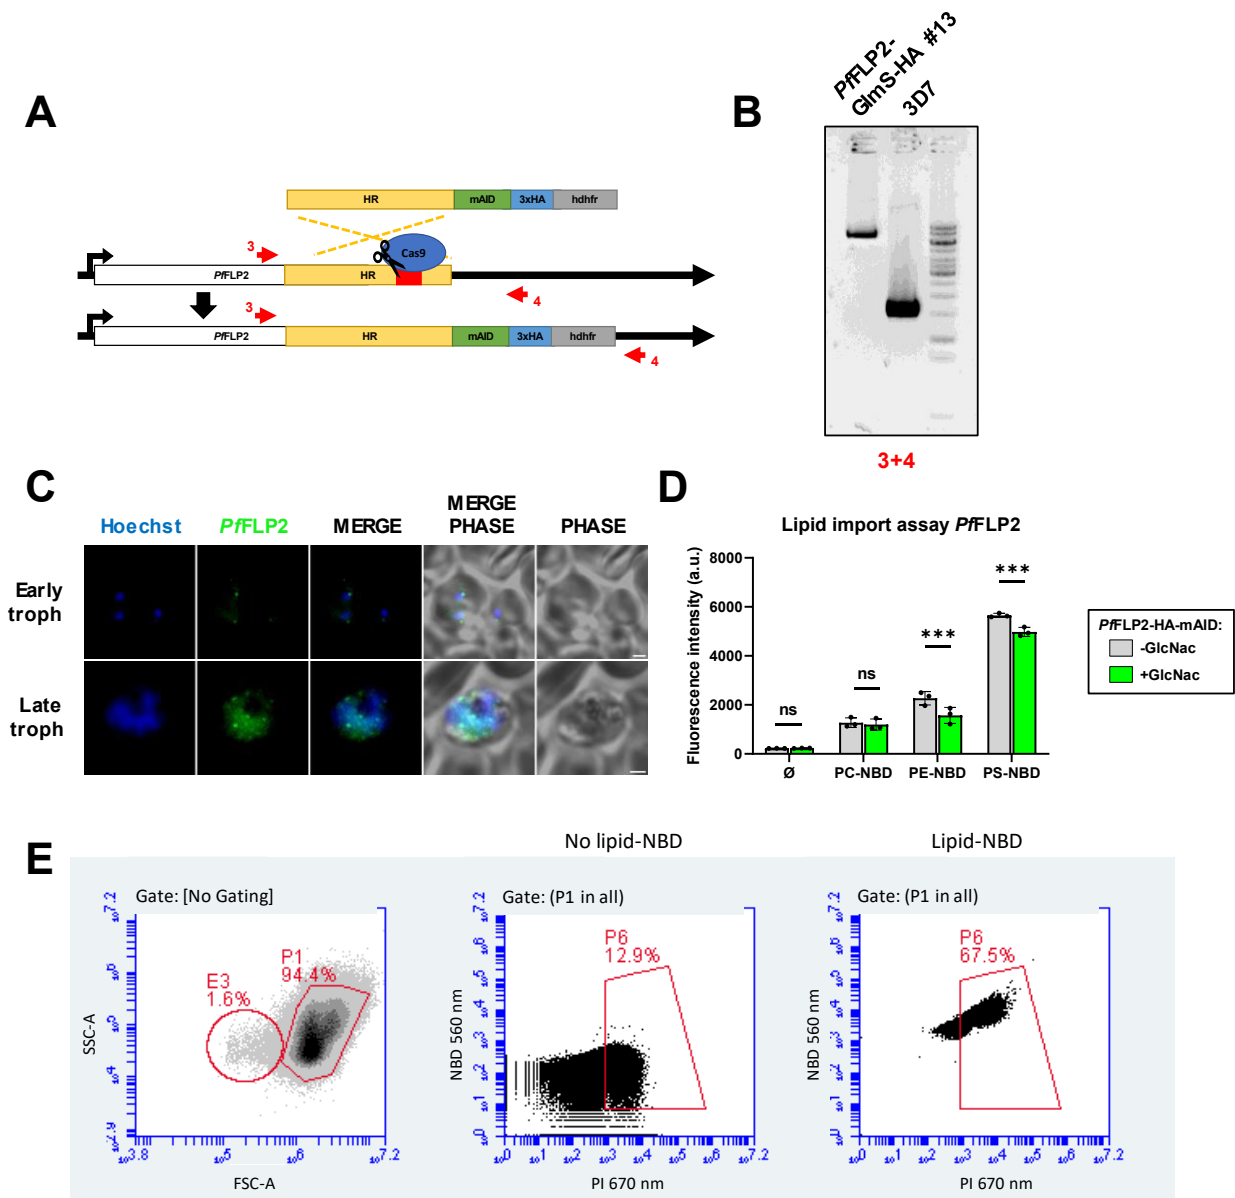 A
HR mAID 3xHA hdhfr
Cas9
3
PfFLP2 HR
4
3
PfFLP2 HR mAID 3xHA hdhfr
4
B
PfFLP2-
GlmS-HA #13
3D7
3+4
C
Hoechst PfFLP2 MERGE MERGE PHASE PHASE
Early troph
Late troph
D
Lipid import assay PfFLP2
Fluorescence intensity (a.u.)
8000
6000
4000
2000
0
ns ns *** ***
Ø PC-NBD PE-NBD PS-NBD
PfFLP2-HA-mAID:
-GlcNac
+GlcNac
E
No lipid-NBD
Lipid-NBD
Gate: [No Gating]
E3
1.6%
P1
94.4%
SSC-A
FSC-A
Gate: (P1 in all)
P6
12.9%
NBD 560 nm
PI 670 nm
Gate: (P1 in all)
P6
67.5%
NBD 560 nm
PI 670 nm